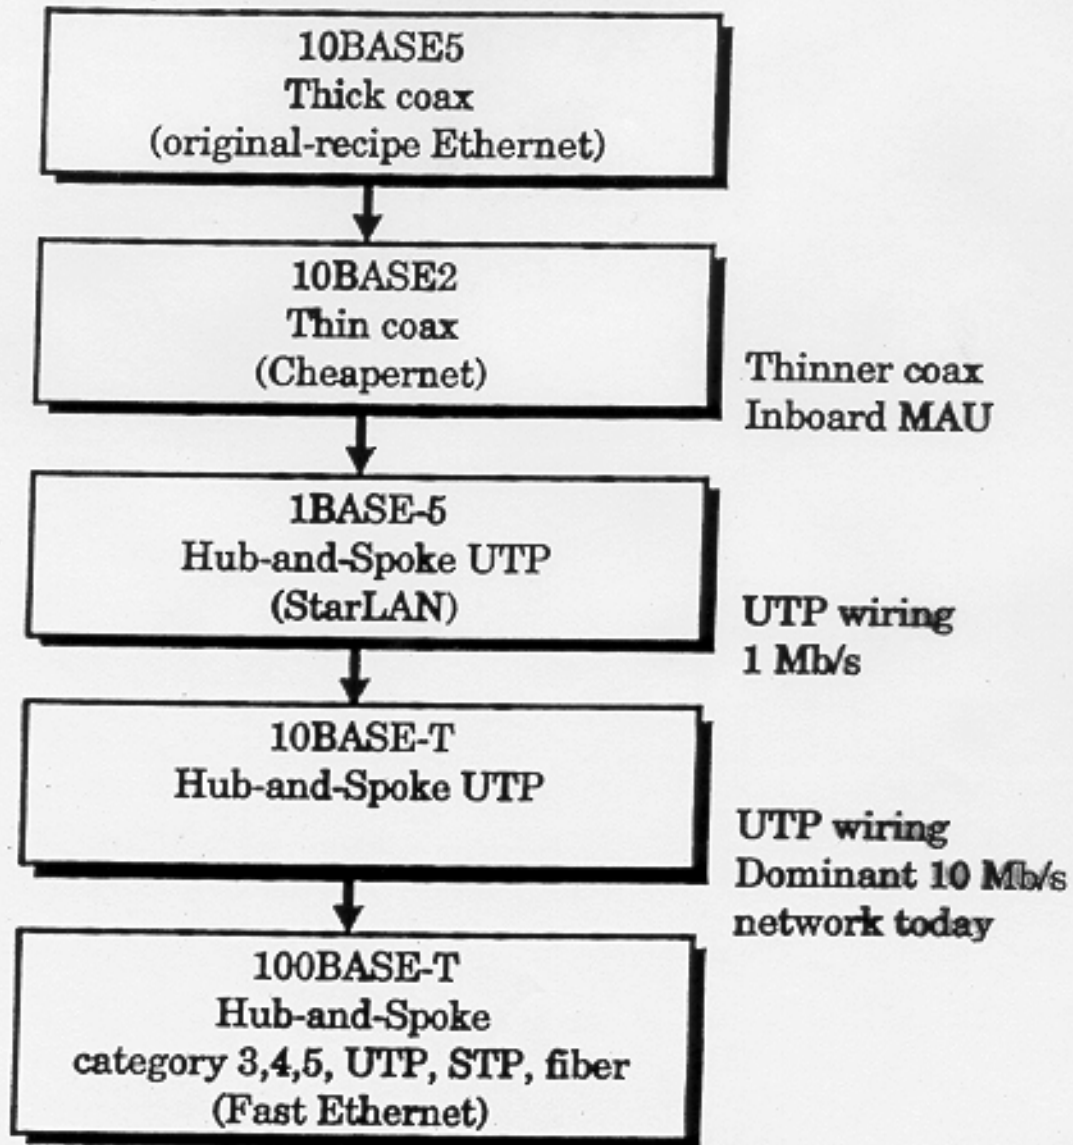 10BASE5
Thick coax
(original-recipe Ethernet)
10BASE2
Thin coax
(Cheapernet)
Thinner coax
Inboard MAU
1BASE-5
Hub-and-Spoke UTP
(StarLAN)
UTP wiring
1 Mb/s
10BASE-T
Hub-and-Spoke UTP
UTP wiring
Dominant 10 Mb/s
network today
100BASE-T
Hub-and-Spoke
category 3,4,5, UTP, STP, fiber
(Fast Ethernet)